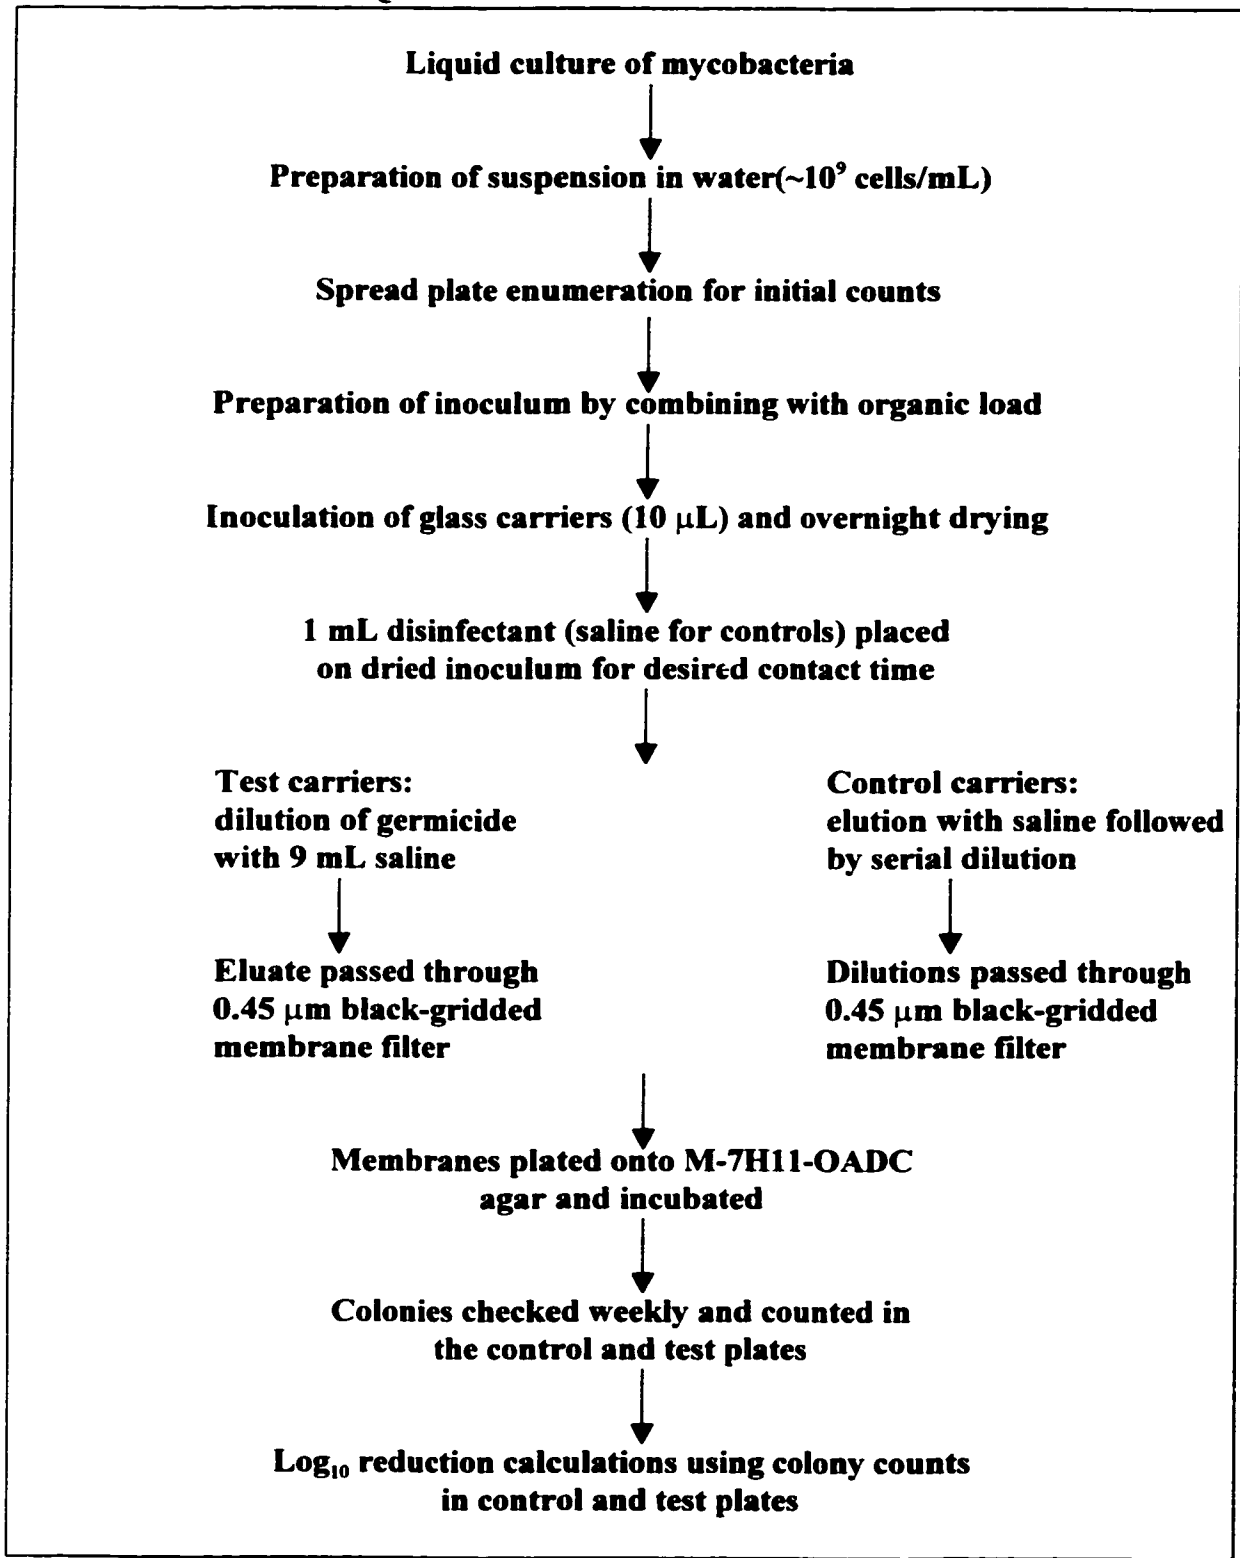 Liquid culture of mycobacteria
Preparation of suspension in water(~10⁹ cells/mL)
Spread plate enumeration for initial counts
Preparation of inoculum by combining with organic load
Inoculation of glass carriers (10 μL) and overnight drying
1 mL disinfectant (saline for controls) placed
on dried inoculum for desired contact time
Test carriers:
dilution of germicide
with 9 mL saline
Control carriers:
elution with saline followed
by serial dilution
Eluate passed through
0.45 μm black-gridded
membrane filter
Dilutions passed through
0.45 μm black-gridded
membrane filter
Membranes plated onto M-7H11-OADC
agar and incubated
Colonies checked weekly and counted in
the control and test plates
Log₁₀ reduction calculations using colony counts
in control and test plates